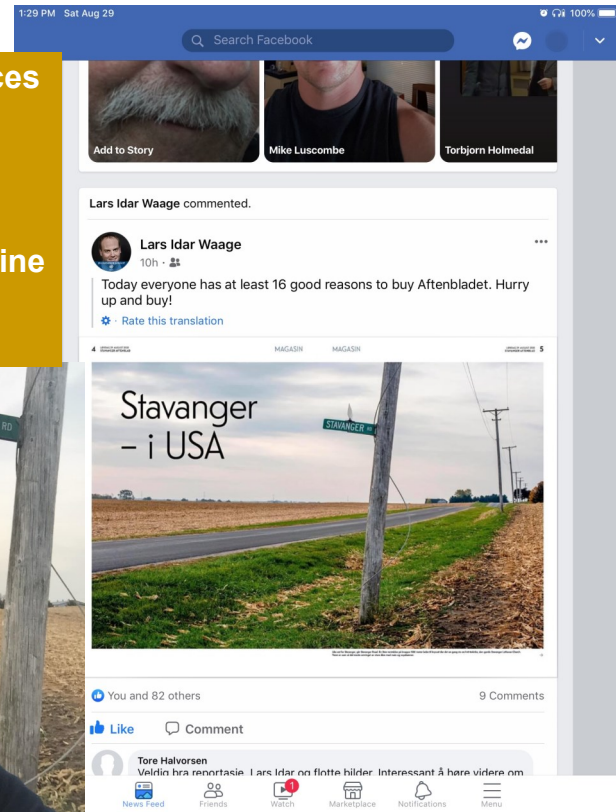 1:29 PM Sat Aug 29
100%
Search Facebook
ces
ine
Add to Story
Mike Luscombe
Torbjorn Holmedal
Lars Idar Waage commented.
Lars Idar Waage
10h ·
Today everyone has at least 16 good reasons to buy Aftenbladet. Hurry
up and buy!
· Rate this translation
4
MAGASIN
MAGASIN
5
Stavanger
– i USA
STAVANGER RD
RD
You and 82 others
9 Comments
Like
Comment
Tore Halvorsen
Veldig bra reportasje, Lars Idar og flotte bilder. Interessant å høre videre om
1
News Feed
Friends
Watch
Marketplace
Notifications
Menu